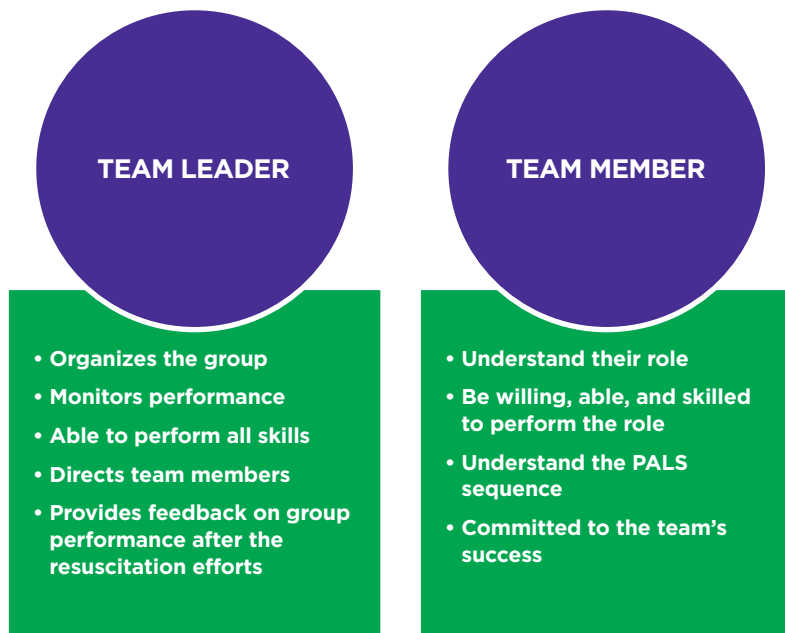 TEAM LEADER
• Organizes the group
• Monitors performance
• Able to perform all skills
• Directs team members
• Provides feedback on group
performance after the
resuscitation efforts
TEAM MEMBER
• Understand their role
• Be willing, able, and skilled
to perform the role
• Understand the PALS
sequence
• Committed to the team’s
success